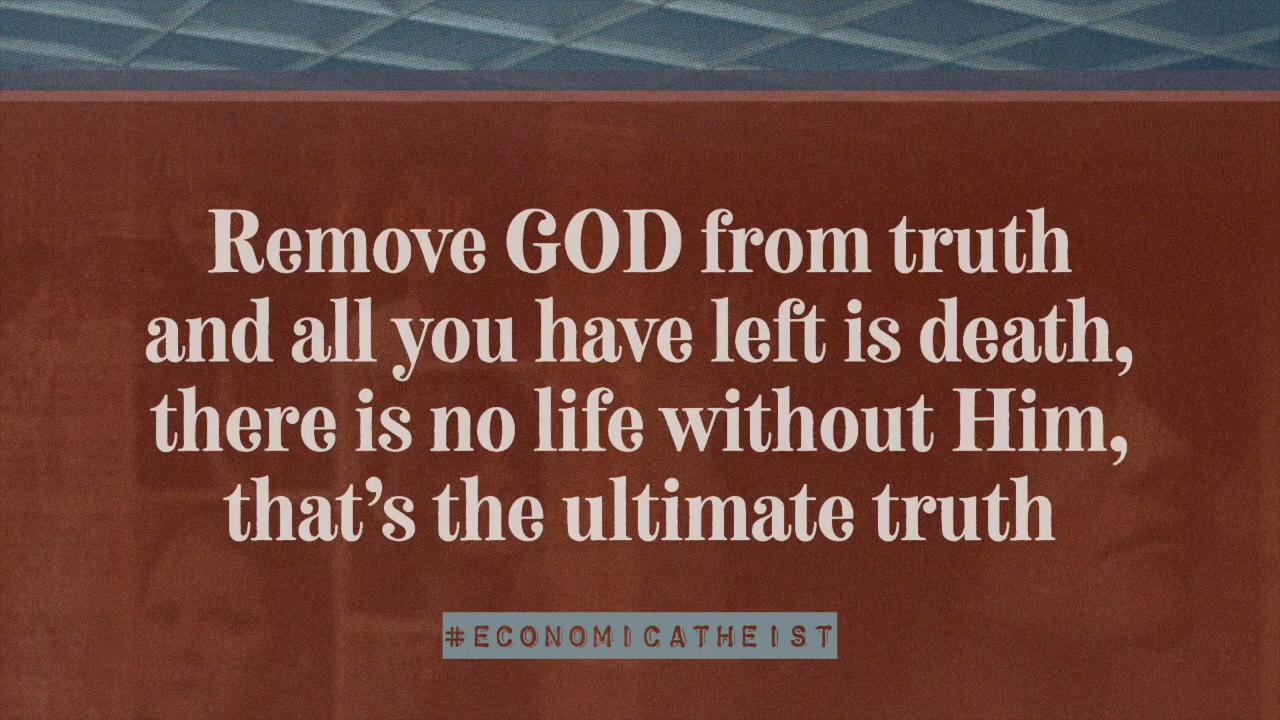 Remove GOD from truth
and all you have left is death,
there is no life without Him,
that’s the ultimate truth
#ECONOMICATHEIST